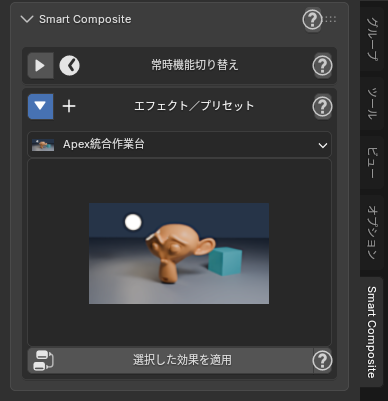 Smart Composite
常時機能切り替え
エフェクト／プリセット
Apex統合作業台
選択した効果を適用
グループ
ツール
ビュー
オプション
Smart Composite